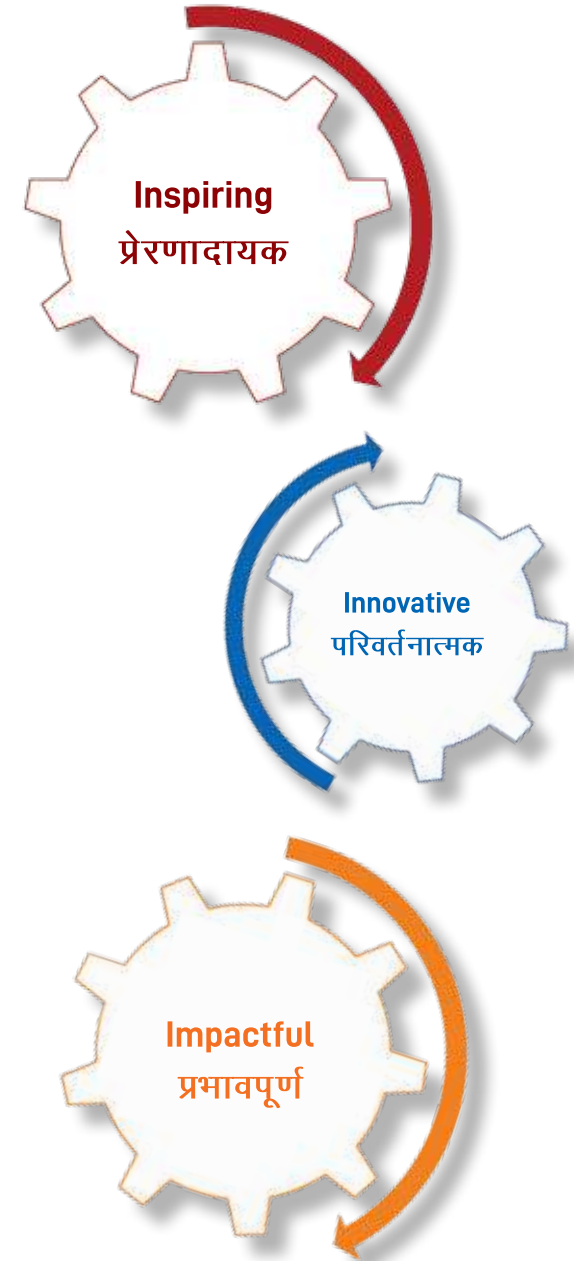 Inspiring
प्रेरणादायक
Innovative
परिवर्तनात्मक
Impactful
प्रभावपूर्ण